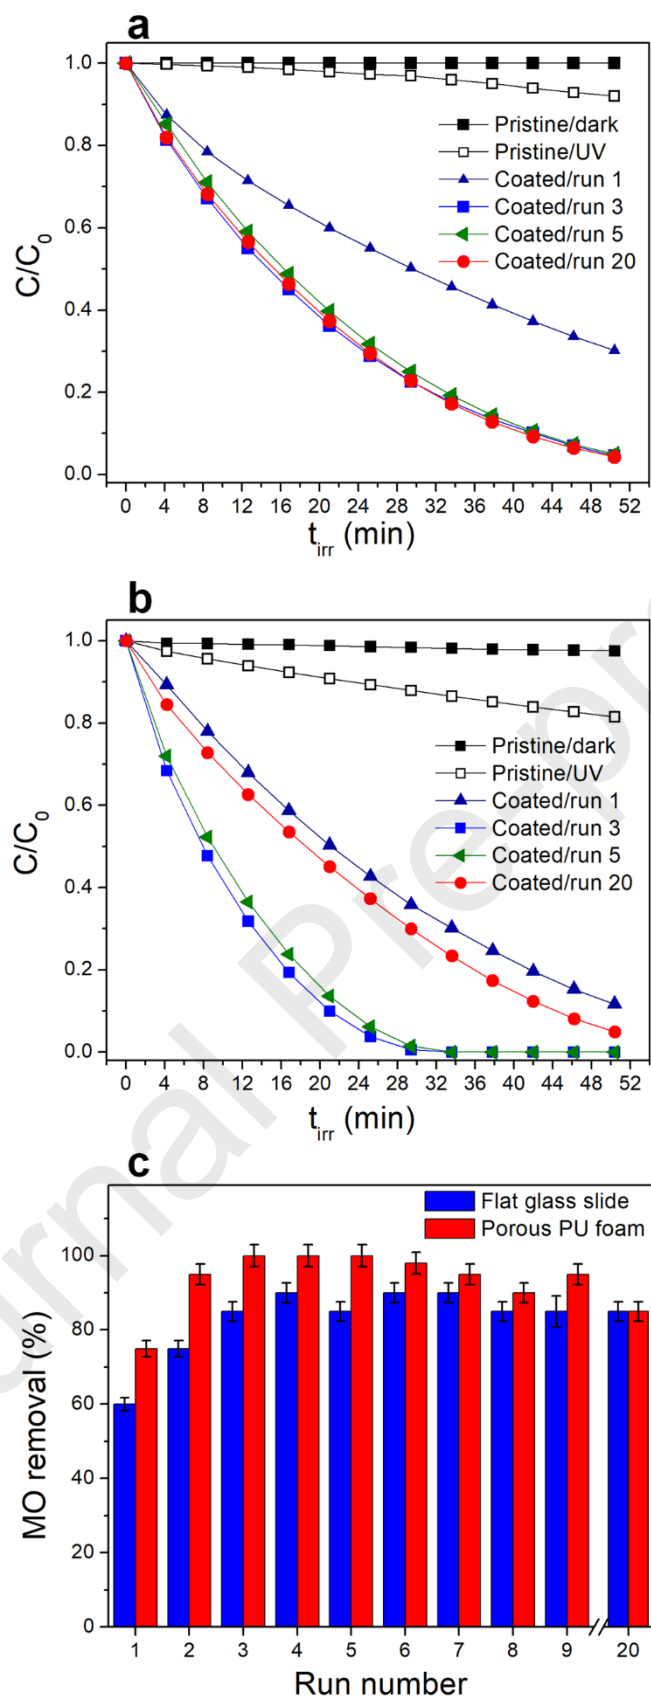 a
1.0
0.8
0.6
0.4
0.2
0.0
C/C0
Pristine/dark
Pristine/UV
Coated/run 1
Coated/run 3
Coated/run 5
Coated/run 20
0 4 8 12 16 20 24 28 32 36 40 44 48 52
tirr (min)
b
1.0
0.8
0.6
0.4
0.2
0.0
C/C0
Pristine/dark
Pristine/UV
Coated/run 1
Coated/run 3
Coated/run 5
Coated/run 20
0 4 8 12 16 20 24 28 32 36 40 44 48 52
tirr (min)
c
Flat glass slide
Porous PU foam
100
80
60
40
20
0
MO removal (%)
1 2 3 4 5 6 7 8 9 20
Run number
urnal Pre-pr